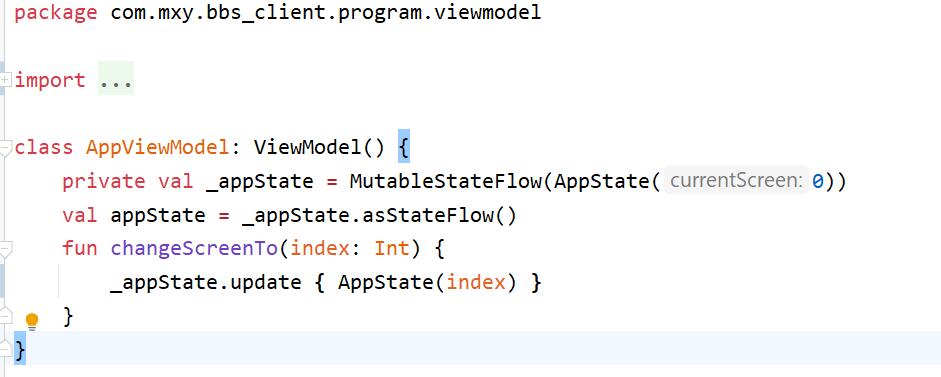 package com.mxy.bbs_client.program.viewmodel
import ...
class AppViewModel: ViewModel() {
private val _appState = MutableStateFlow(AppState( currentScreen: 0))
val appState = _appState.asStateFlow()
fun changeScreenTo(index: Int) {
_appState.update { AppState(index) }
}
}